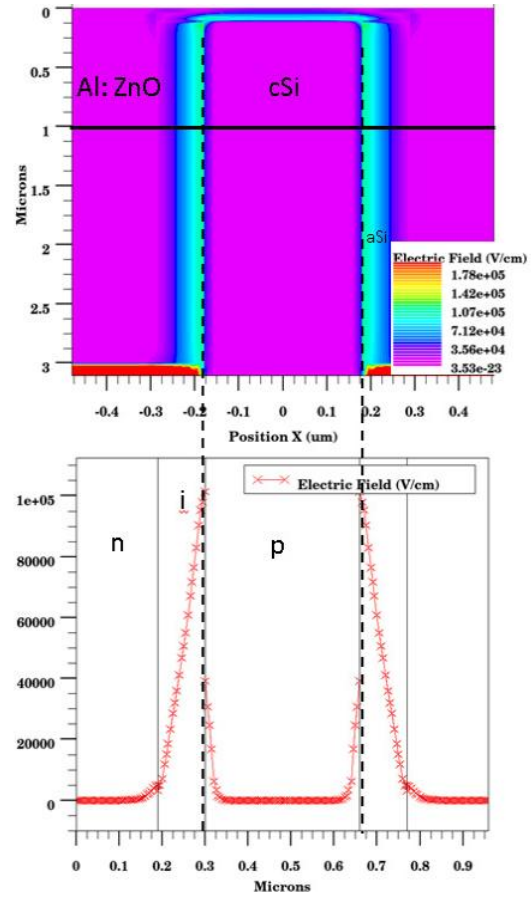 0
0.5
1
1.5
2
2.5
3
Microns
Al: ZnO
cSi
aSi
Electric Field (V/cm)
1.78e+05
1.42e+05
1.07e+05
7.12e+04
3.56e+04
3.53e-23
-0.4 -0.3 -0.2 -0.1 0 0.1 0.2 0.3 0.4
Position X (um)
Electric Field (V/cm)
1e+05
80000
60000
40000
20000
0
n
i
p
0 0.1 0.2 0.3 0.4 0.5 0.6 0.7 0.8 0.9
Microns